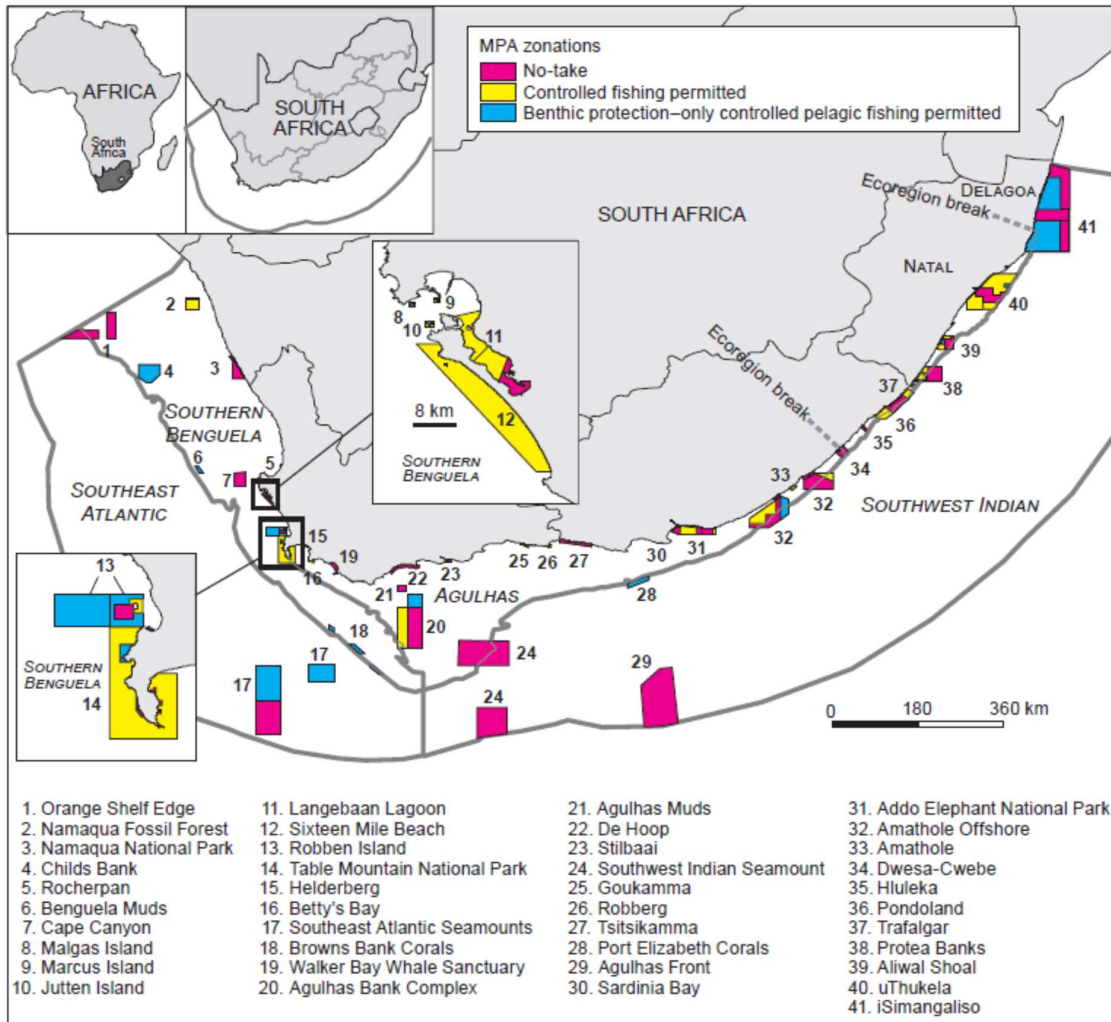 AFRICA
South
Africa
SOUTH
AFRICA
MPA zonations
No-take
Controlled fishing permitted
Benthic protection–only controlled pelagic fishing permitted
SOUTH AFRICA
DELAGOA
Ecoregion break
41
NATAL
40
39
38
37
36
35
34
Ecoregion break
33
32
32
SOUTHWEST INDIAN
2
1
4
3
SOUTHERN
BENGUELA
6
7
5
SOUTHEAST
ATLANTIC
8
9
10
11
12
8 km
SOUTHERN
BENGUELA
15
16
19
22
23
25
26
27
30
31
21
AGULHAS
20
28
18
17
17
24
24
29
13
SOUTHERN
BENGUELA
14
0 180 360 km
1. Orange Shelf Edge
2. Namaqua Fossil Forest
3. Namaqua National Park
4. Childs Bank
5. Rocherpan
6. Benguela Muds
7. Cape Canyon
8. Malgas Island
9. Marcus Island
10. Jutten Island
11. Langebaan Lagoon
12. Sixteen Mile Beach
13. Robben Island
14. Table Mountain National Park
15. Helderberg
16. Betty's Bay
17. Southeast Atlantic Seamounts
18. Browns Bank Corals
19. Walker Bay Whale Sanctuary
20. Agulhas Bank Complex
21. Agulhas Muds
22. De Hoop
23. Stilbaai
24. Southwest Indian Seamount
25. Goukamma
26. Robberg
27. Tsitsikamma
28. Port Elizabeth Corals
29. Agulhas Front
30. Sardinia Bay
31. Addo Elephant National Park
32. Amathole Offshore
33. Amathole
34. Dwesa-Cwebe
35. Hluleka
36. Pondoland
37. Trafalgar
38. Protea Banks
39. Aliwal Shoal
40. uThukela
41. iSimangaliso